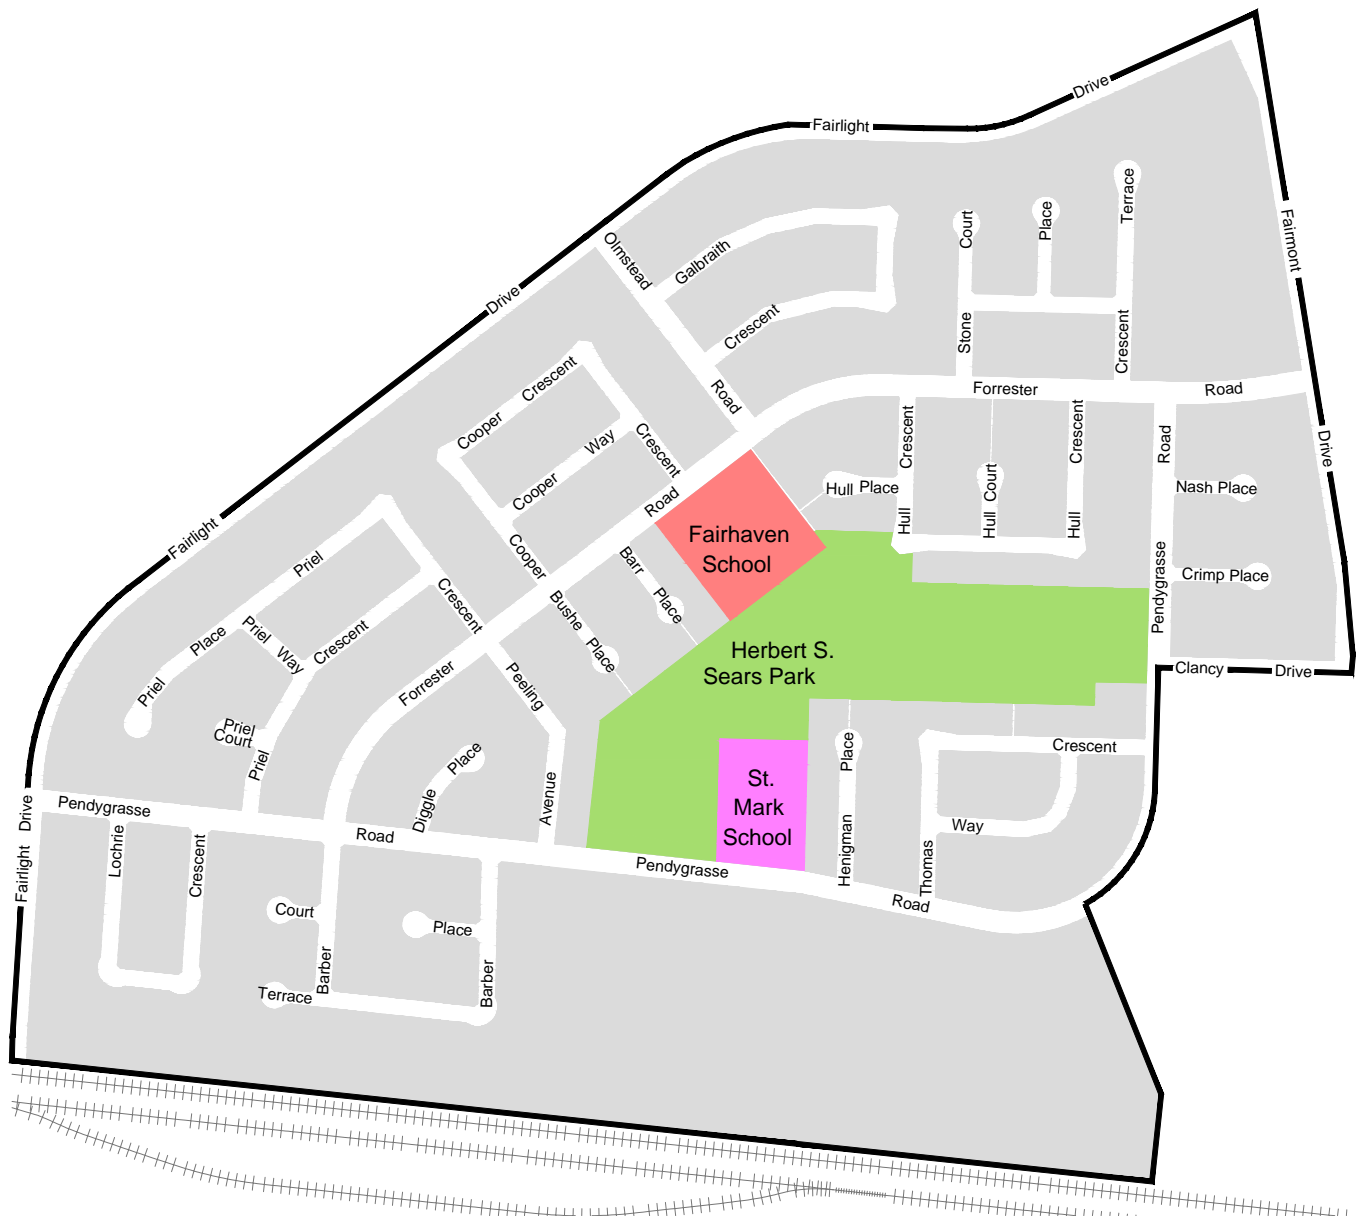 Drive
Fairlight
Terrace
Place
Court
Fairmont
Olmstead
Galbraith
Drive
Crescent
Stone
Crescent
Forrester
Road
Road
Crescent
Cooper
Way
Crescent
Cooper
Crescent
Crescent
Road
Drive
Hull Place
Hull
Hull Court
Hull
Nash Place
Road
Fairhaven
School
Fairlight
Cooper
Barr
Place
Bushe
Place
Priel
Crescent
Crescent
Priel
Way
Place
Priel
Crimp Place
Pendygrasse
Herbert S.
Sears Park
Clancy
Drive
Forrester
Peeling
Priel
Court
Priel
Place
Diggle
Avenue
Crescent
Place
Henigman
St.
Mark
School
Way
Thomas
Pendygrasse
Road
Pendygrasse
Road
Drive
Fairlight
Lochrie
Crescent
Court
Place
Barber
Terrace
Barber